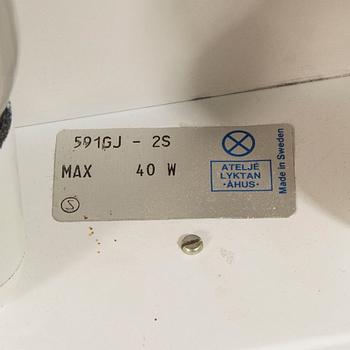 591GJ - 2S
MAX 40 W
S
ATELJÉ
LYKTAN
·ÅHUS·
Made in Sweden